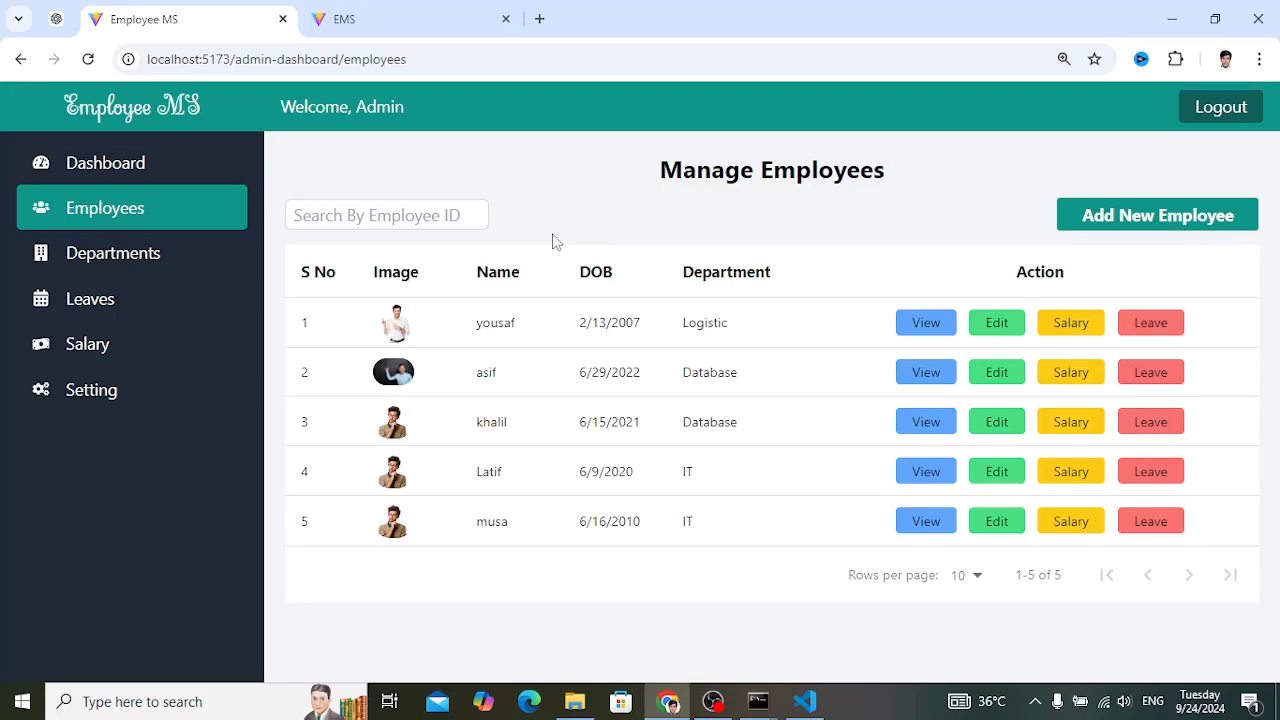 Employee MS
EMS
localhost:5173/admin-dashboard/employees
Employee MS
Welcome, Admin
Logout
Dashboard
Employees
Departments
Leaves
Salary
Setting
Manage Employees
Search By Employee ID
Add New Employee
S No Image Name DOB Department Action
1 yousaf 2/13/2007 Logistic View Edit Salary Leave
2 asif 6/29/2022 Database View Edit Salary Leave
3 khalil 6/15/2021 Database View Edit Salary Leave
4 Latif 6/9/2020 IT View Edit Salary Leave
5 musa 6/16/2010 IT View Edit Salary Leave
Rows per page: 10 1-5 of 5
Type here to search
36°C
ENG
Tuesday
9/24/2024
1